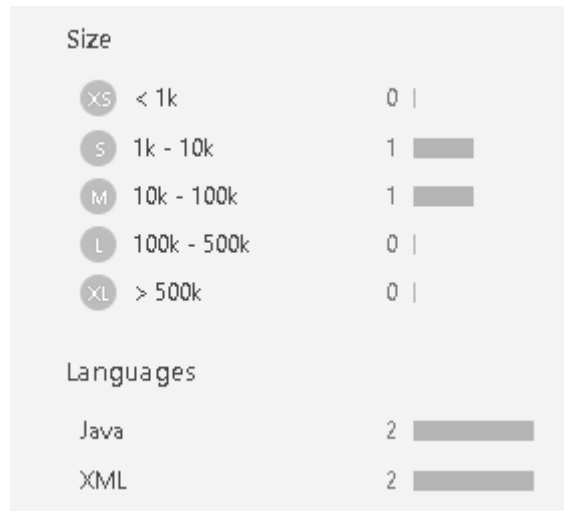 Size
XS < 1k 0
S 1k - 10k 1
M 10k - 100k 1
L 100k - 500k 0
XL > 500k 0
Languages
Java 2
XML 2